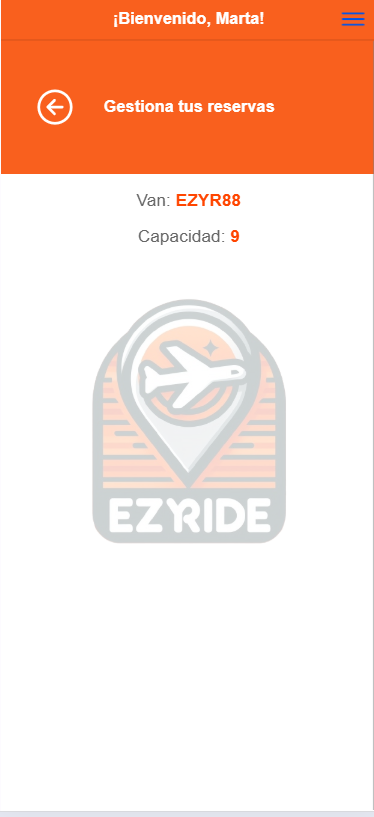 ¡Bienvenido, Marta!
Gestiona tus reservas
Van: EZYR88
Capacidad: 9
EZYRIDE